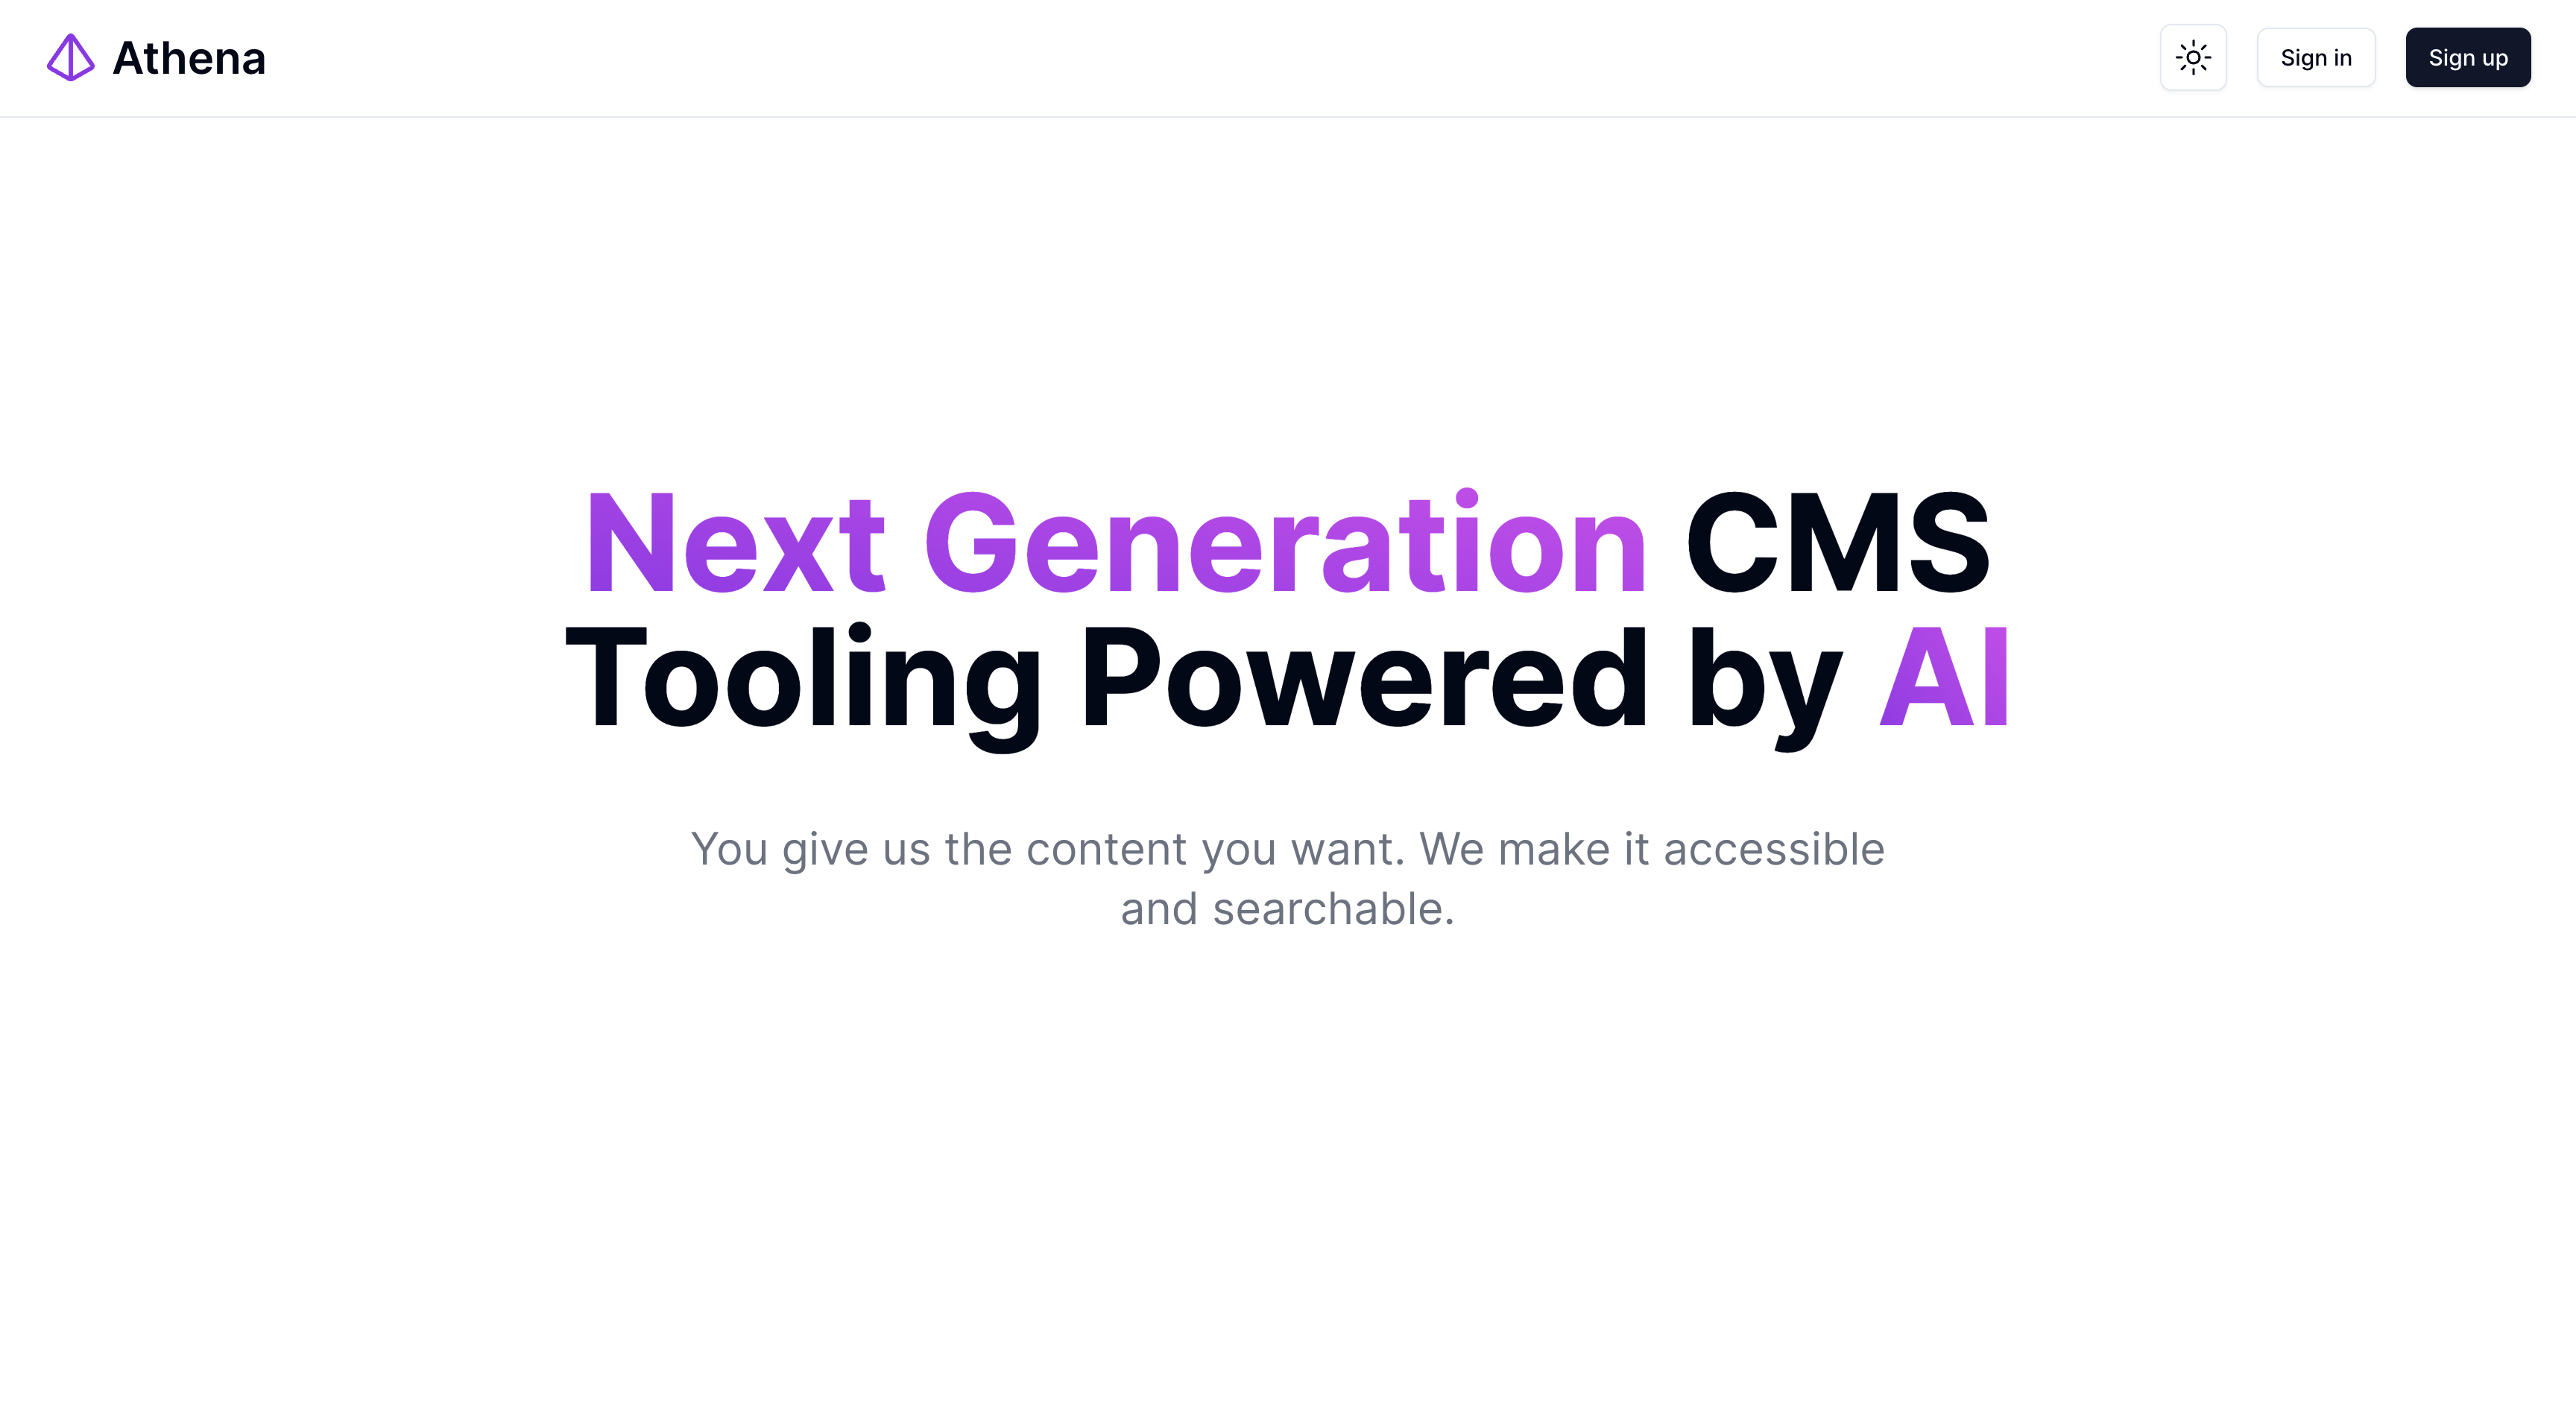 Athena
Sign in
Sign up
Next Generation CMS
Tooling Powered by AI
You give us the content you want. We make it accessible
and searchable.